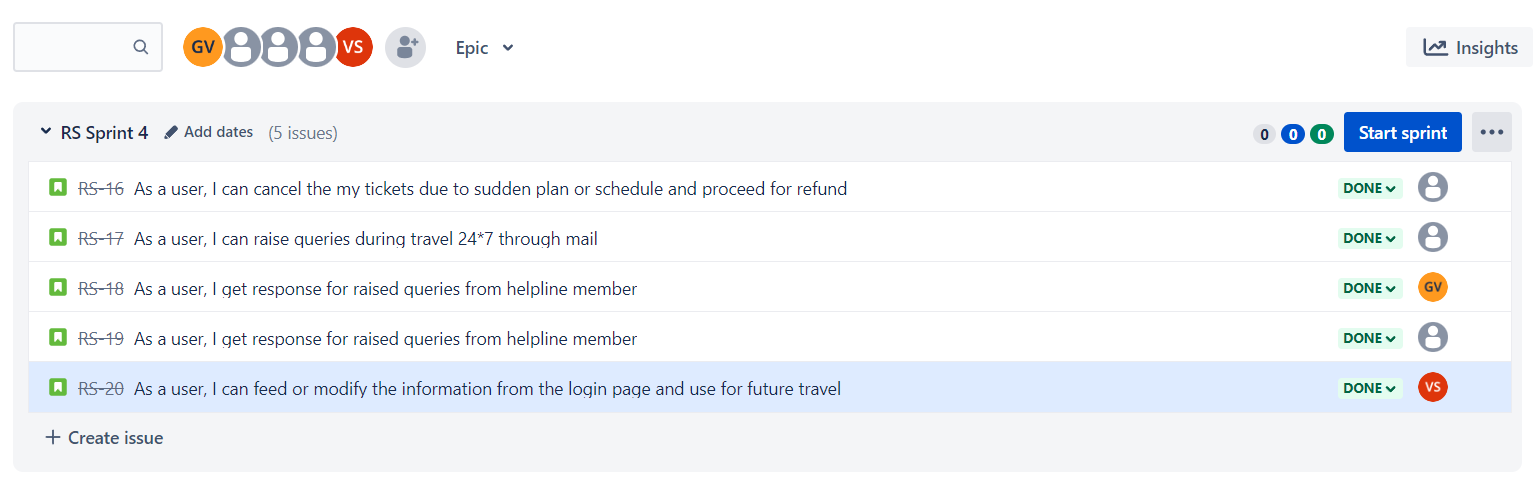 GV VS Epic Insights
RS Sprint 4 Add dates (5 issues) 0 0 0 Start sprint
RS-16 As a user, I can cancel the my tickets due to sudden plan or schedule and proceed for refund DONE
RS-17 As a user, I can raise queries during travel 24*7 through mail DONE
RS-18 As a user, I get response for raised queries from helpline member DONE GV
RS-19 As a user, I get response for raised queries from helpline member DONE
RS-20 As a user, I can feed or modify the information from the login page and use for future travel DONE VS
+ Create issue